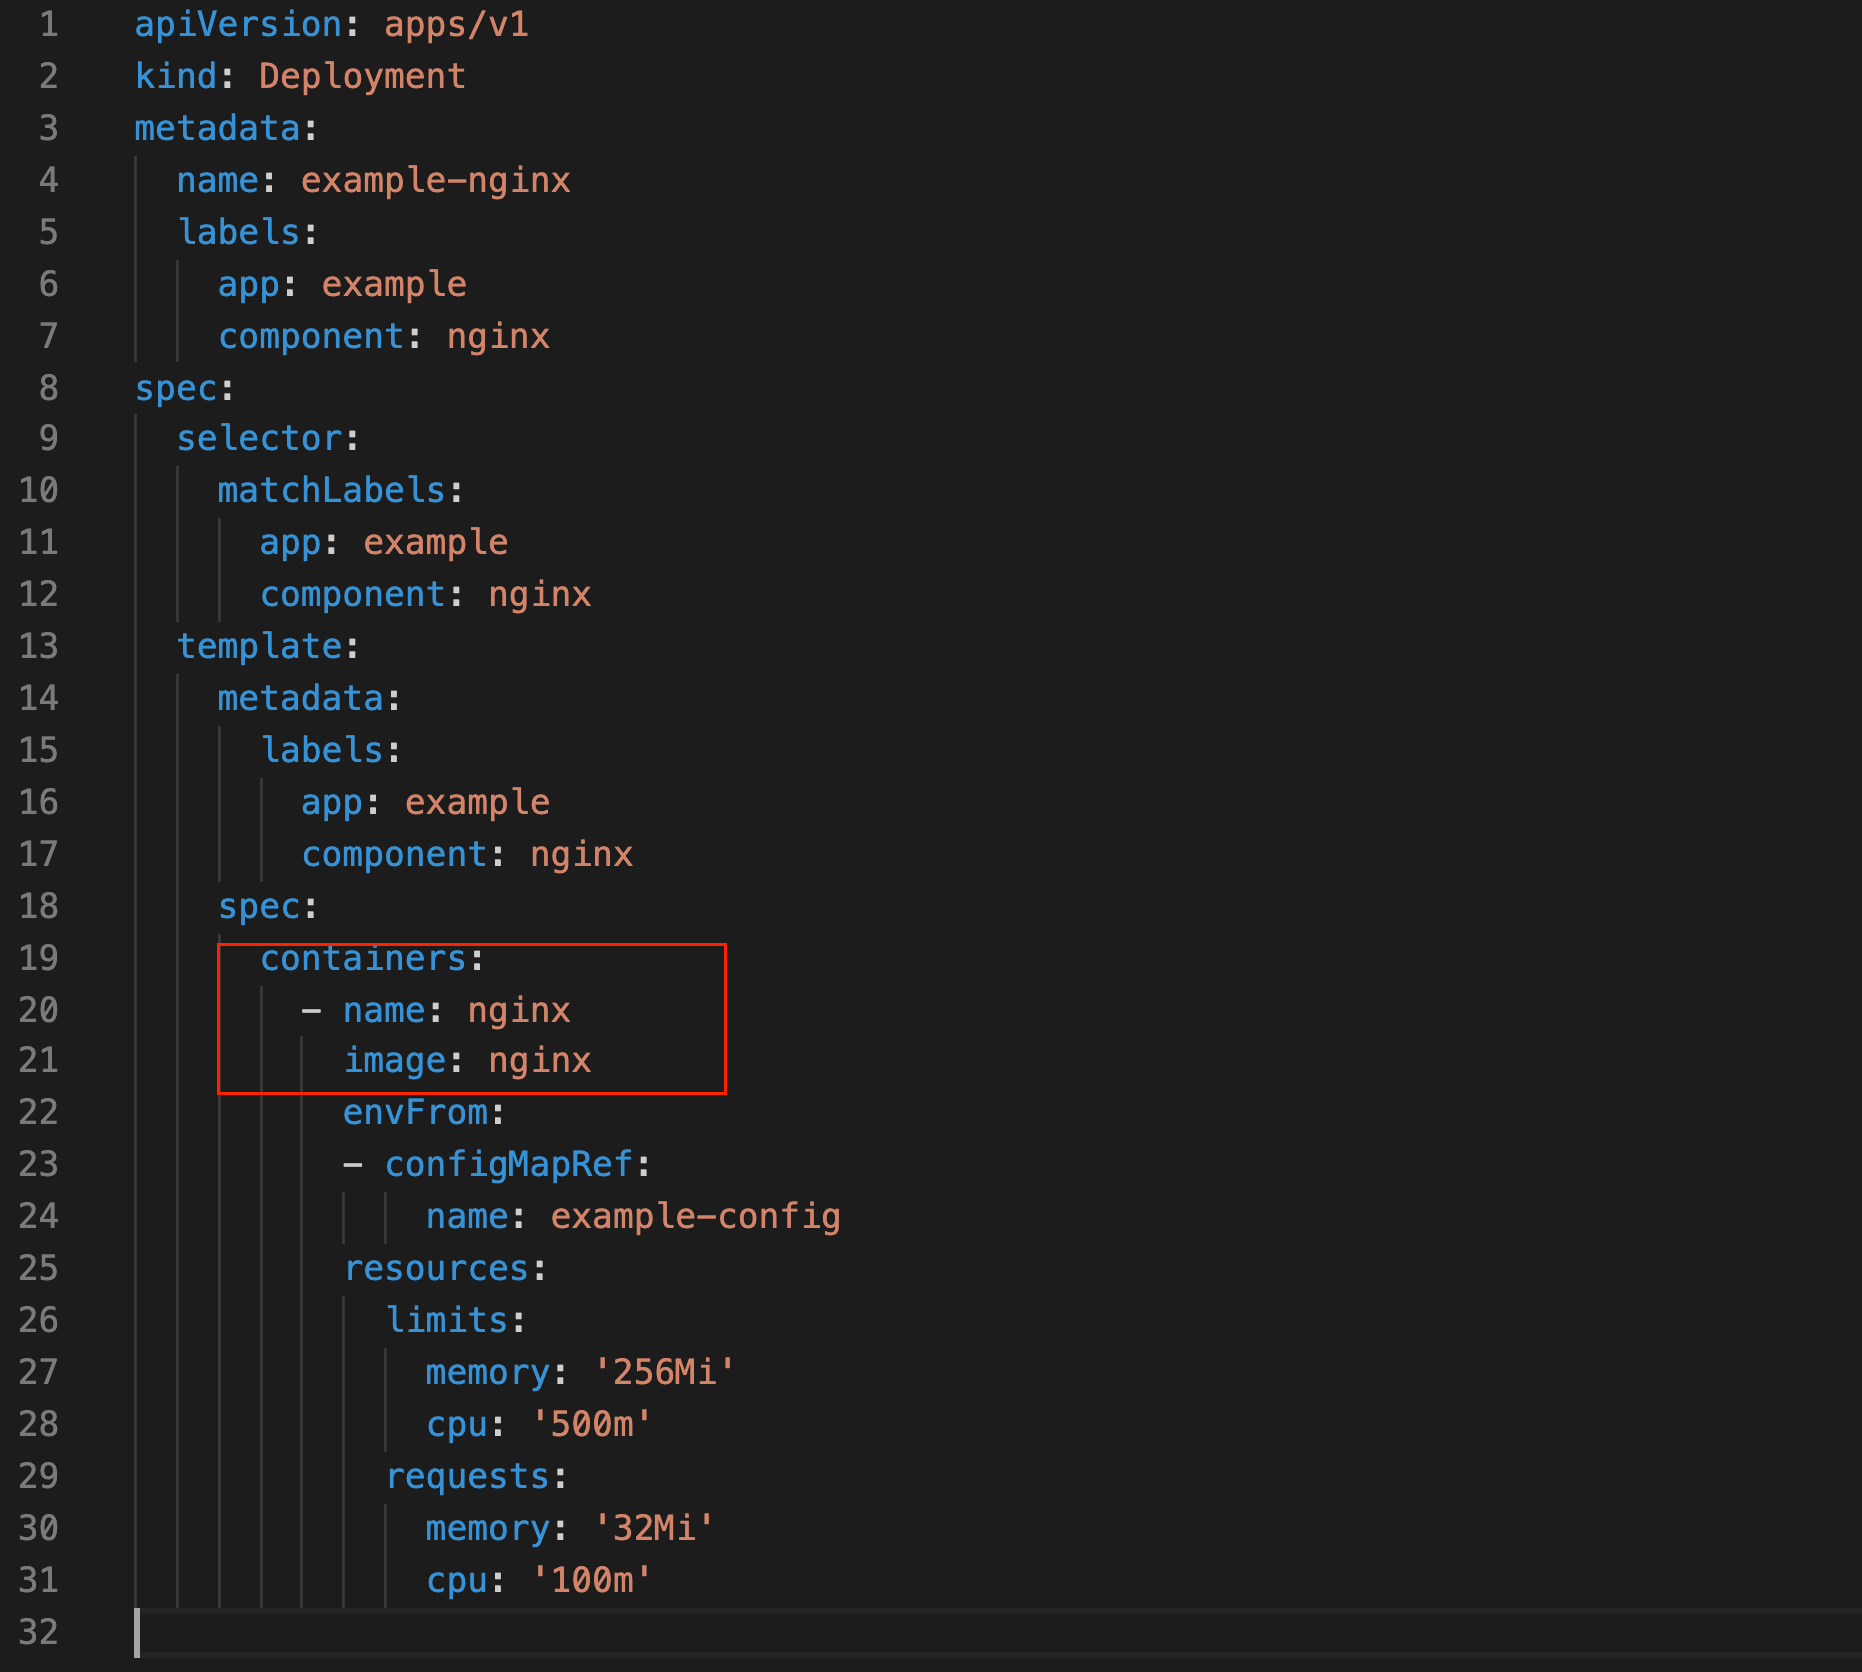 1 apiVersion: apps/v1
2 kind: Deployment
3 metadata:
4   name: example-nginx
5   labels:
6     app: example
7     component: nginx
8 spec:
9   selector:
10     matchLabels:
11       app: example
12       component: nginx
13   template:
14     metadata:
15       labels:
16         app: example
17         component: nginx
18     spec:
19       containers:
20         - name: nginx
21           image: nginx
22           envFrom:
23           - configMapRef:
24               name: example-config
25           resources:
26             limits:
27               memory: '256Mi'
28               cpu: '500m'
29             requests:
30               memory: '32Mi'
31               cpu: '100m'
32